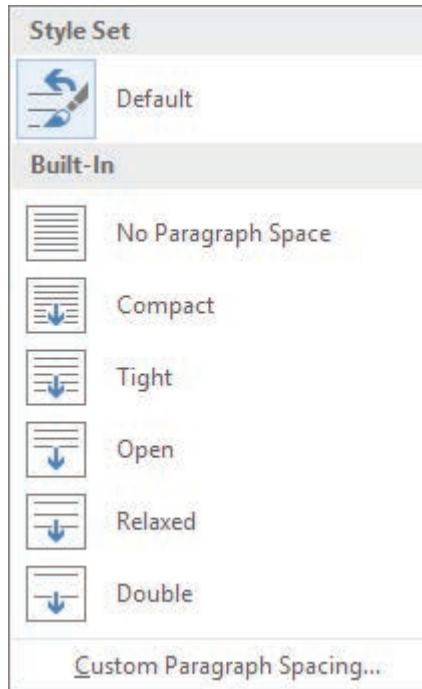 Style Set
Default
Built-In
No Paragraph Space
Compact
Tight
Open
Relaxed
Double
Custom Paragraph Spacing...